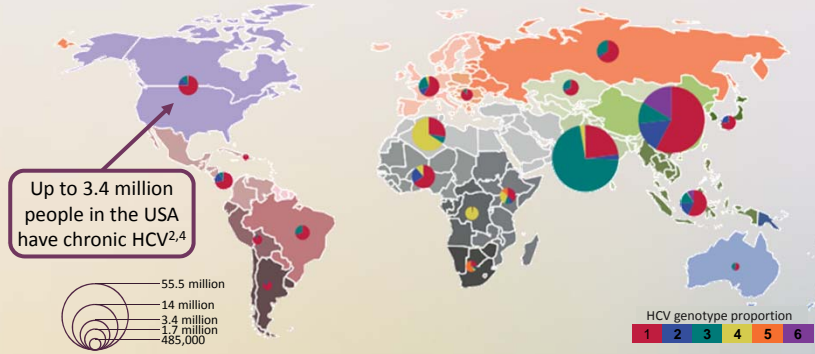 Up to 3.4 million
people in the USA
have chronic HCV2,4
55.5 million
14 million
3.4 million
1.7 million
485,000
HCV genotype proportion
1 2 3 4 5 6